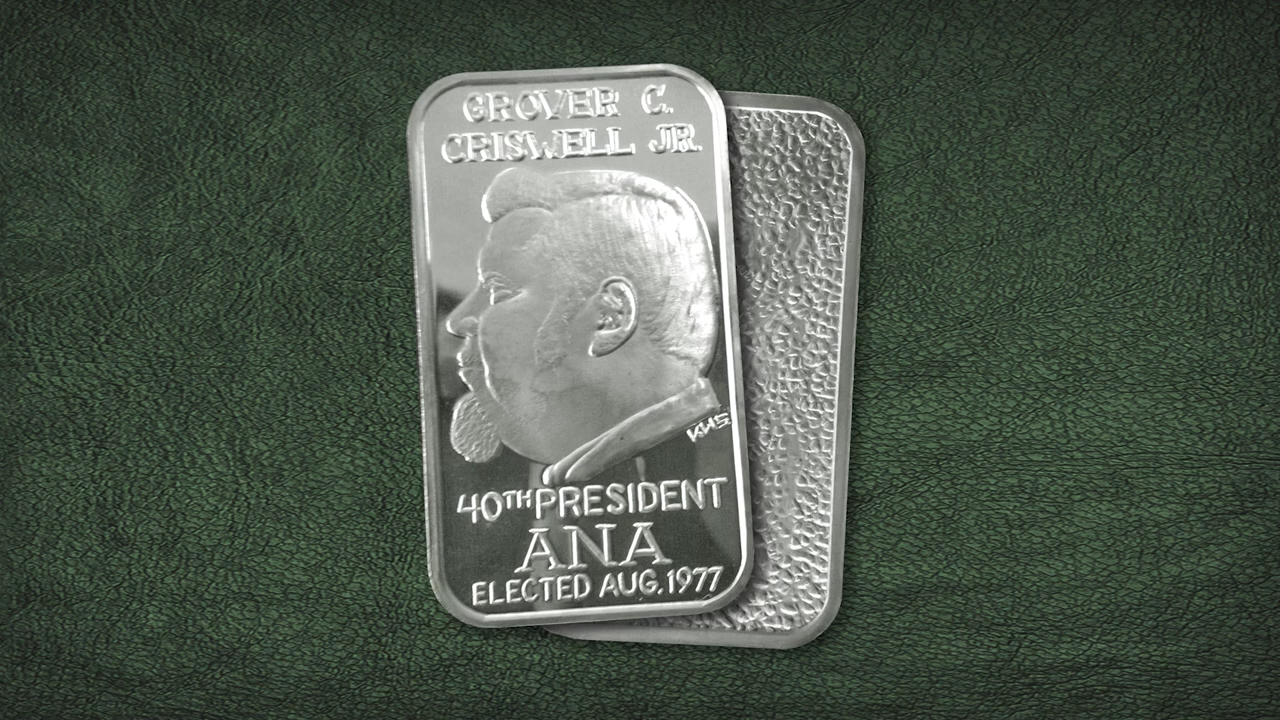 GROVER C.
CRISWELL JR.
KHS
40TH PRESIDENT
ANA
ELECTED AUG. 1977